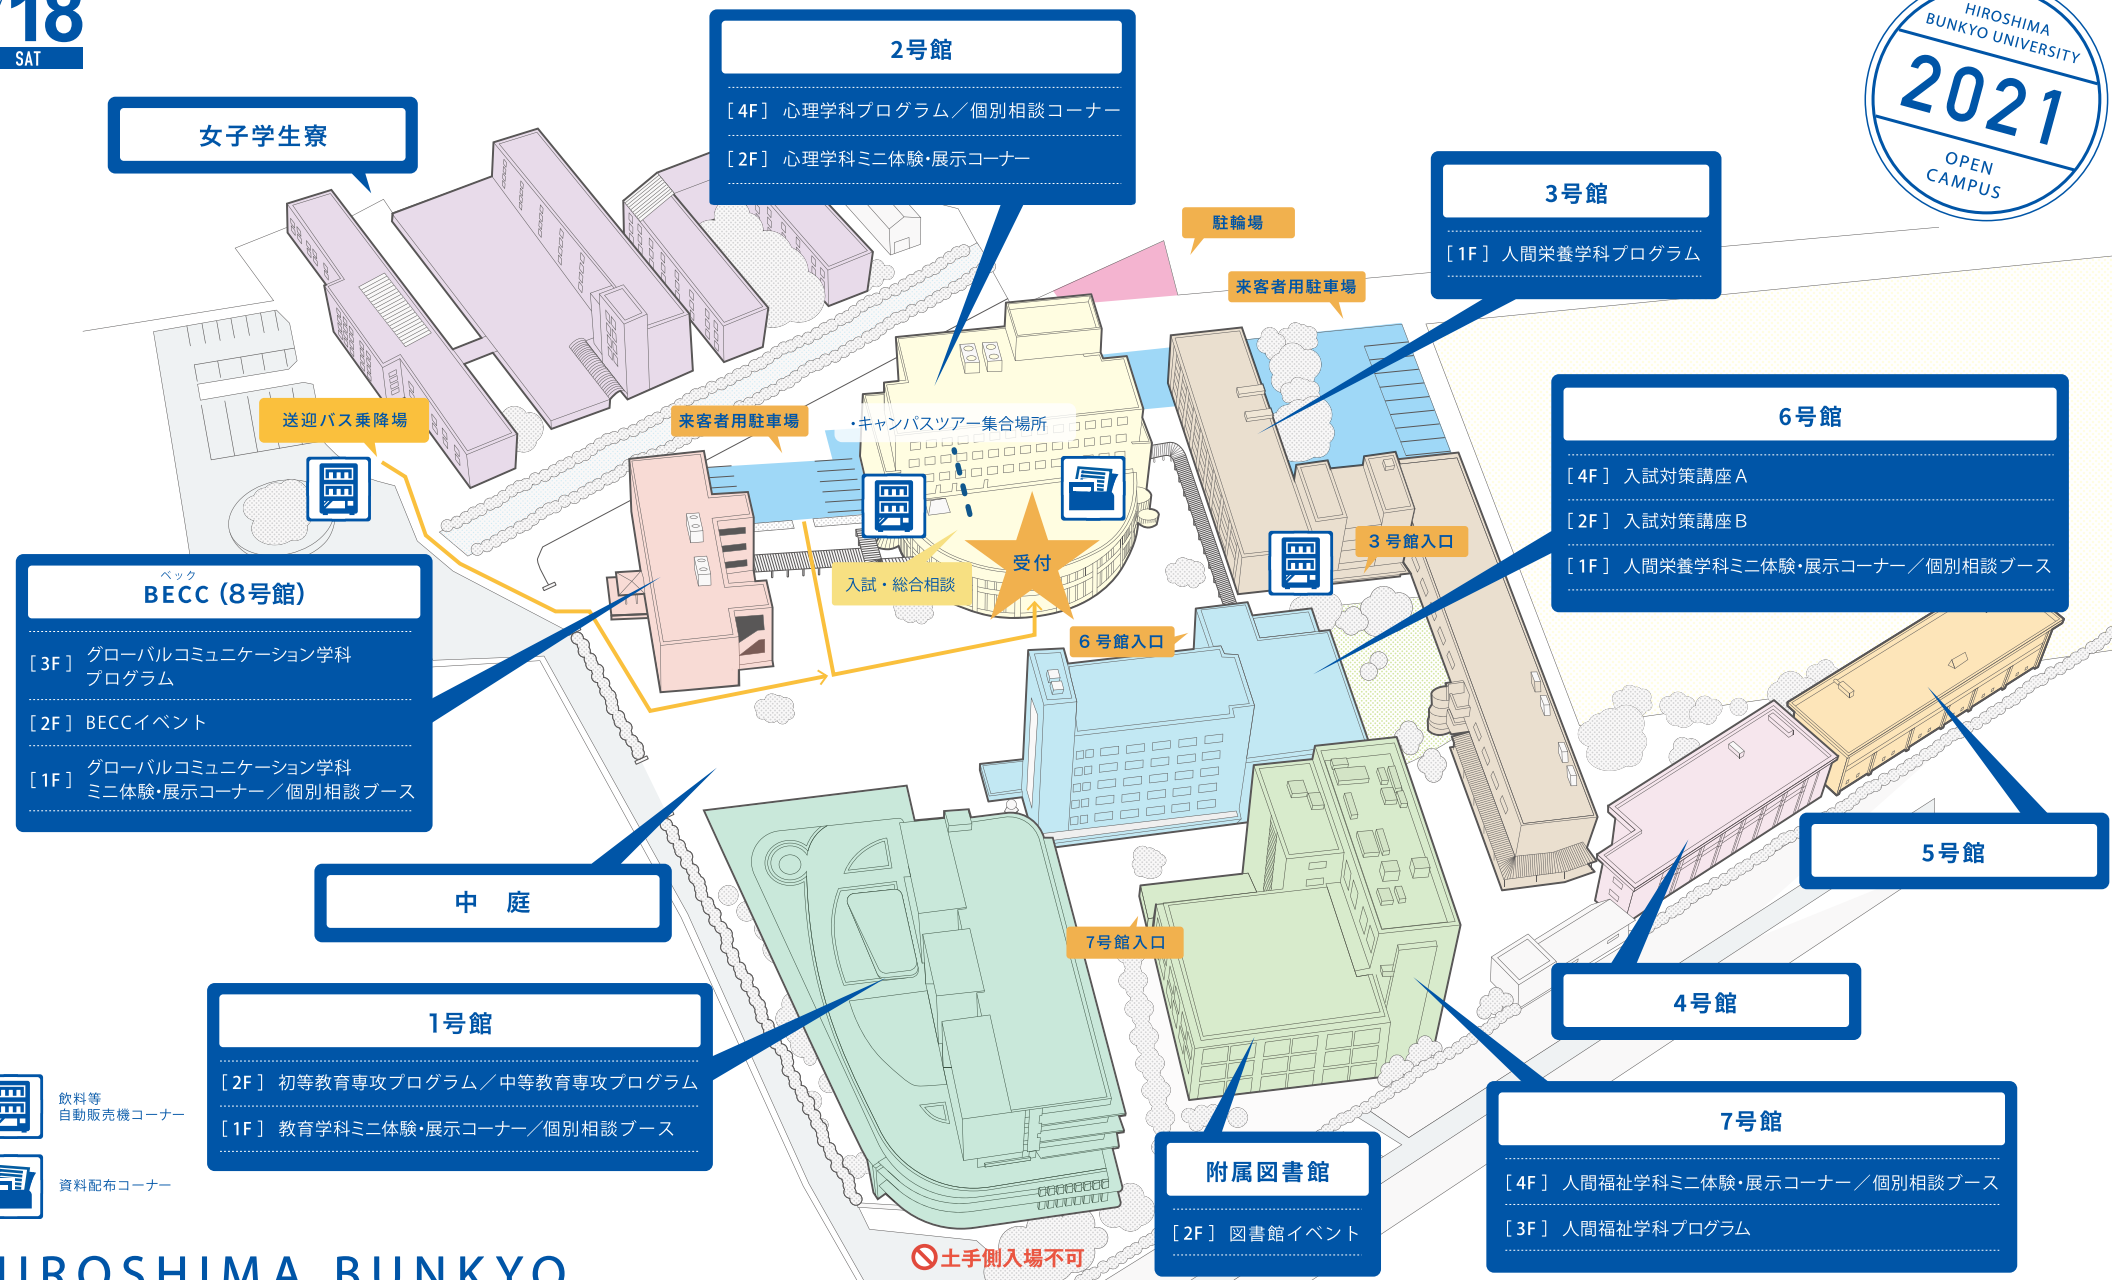 18
SAT
HIROSHIMA
BUNKYO UNIVERSITY
2021
OPEN
CAMPUS
女子学生寮
2号館
[4F] 心理学科プログラム／個別相談コーナー
[2F] 心理学科ミニ体験・展示コーナー
3号館
[1F] 人間栄養学科プログラム
駐輪場
来客者用駐車場
6号館
[4F] 入試対策講座A
[2F] 入試対策講座B
[1F] 人間栄養学科ミニ体験・展示コーナー／個別相談ブース
送迎バス乗降場
来客者用駐車場
・キャンパスツアー集合場所
受付
入試・総合相談
3号館入口
6号館入口
ベック
BECC（8号館）
[3F] グローバルコミュニケーション学科
プログラム
[2F] BECCイベント
[1F] グローバルコミュニケーション学科
ミニ体験・展示コーナー／個別相談ブース
5号館
中 庭
7号館入口
4号館
1号館
[2F] 初等教育専攻プログラム／中等教育専攻プログラム
[1F] 教育学科ミニ体験・展示コーナー／個別相談ブース
飲料等
自動販売機コーナー
資料配布コーナー
附属図書館
[2F] 図書館イベント
7号館
[4F] 人間福祉学科ミニ体験・展示コーナー／個別相談ブース
[3F] 人間福祉学科プログラム
土手側入場不可
HIROSHIMA BUNKYO